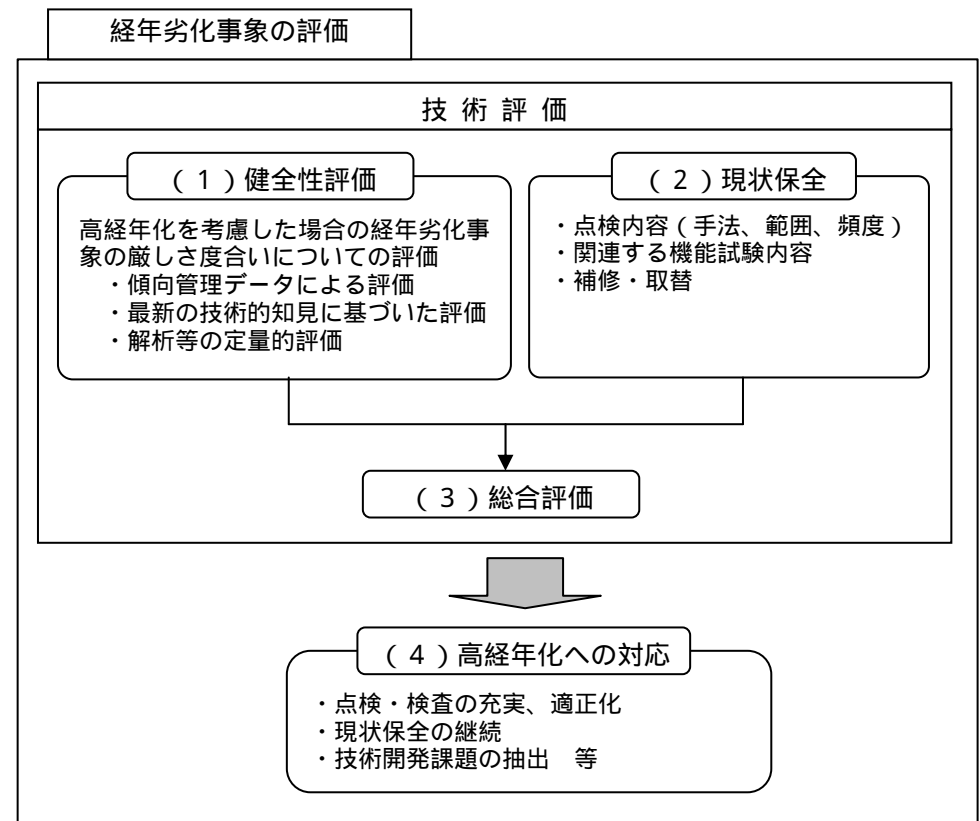 経年劣化事象の評価
技 術 評 価
(1)健全性評価
高経年化を考慮した場合の経年劣化事
象の厳しさ度合いについての評価
・傾向管理データによる評価
・最新の技術的知見に基づいた評価
・解析等の定量的評価
(2)現状保全
・点検内容(手法、範囲、頻度)
・関連する機能試験内容
・補修・取替
(3)総合評価
(4)高経年化への対応
・点検・検査の充実、適正化
・現状保全の継続
・技術開発課題の抽出 等